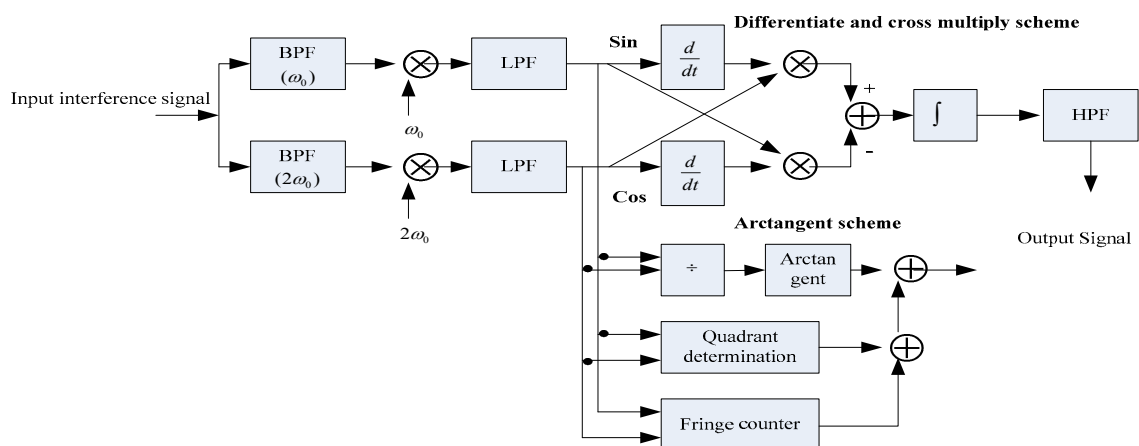 Differentiate and cross multiply scheme
Sin
BPF
(ω₀)
LPF
d
dt
+
∫
HPF
Input interference signal
ω₀
BPF
(2ω₀)
LPF
d
dt
-
Cos
2ω₀
Arctangent scheme
Output Signal
÷
Arctan
gent
Quadrant
determination
Fringe counter